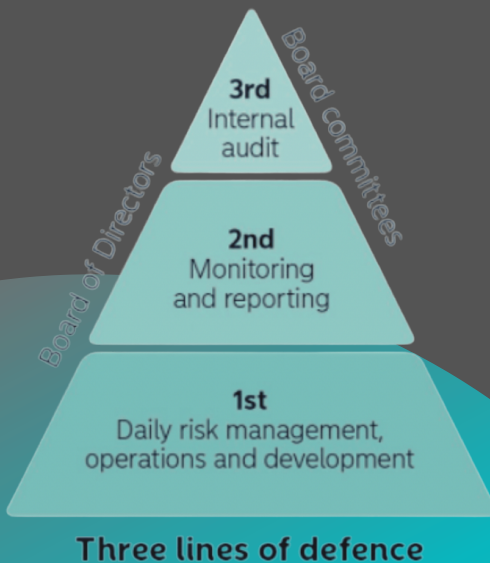 Board committees
3rd
Internal
audit
Board of Directors
2nd
Monitoring
and reporting
1st
Daily risk management,
operations and development
Three lines of defence